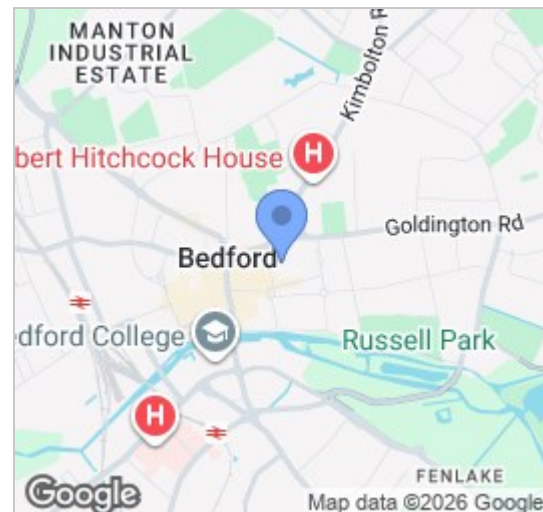 MANTON
INDUSTRIAL
ESTATE
Kimbolton R
bert Hitchcock House
H
Goldington Rd
Bedford
edford College
Russell Park
H
FENLAKE
Google
Map data ©2026 Google